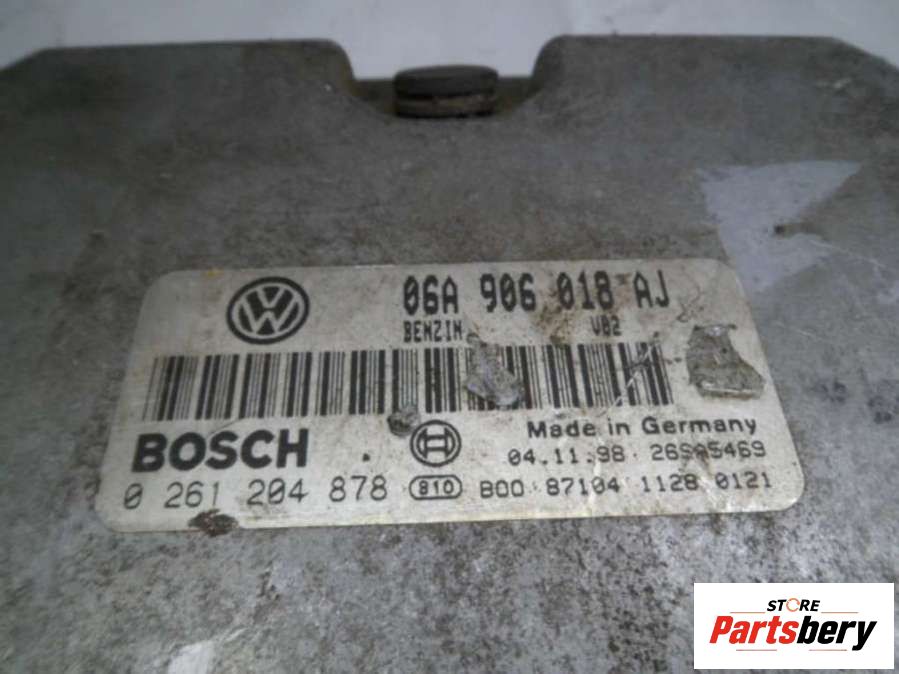 06A 906 018 AJ
BENZIN V02
BOSCH
Made in Germany
04.11.98 26SA5469
0 261 204 878 810 B00 87104 1128 0121
STORE
Partsbery